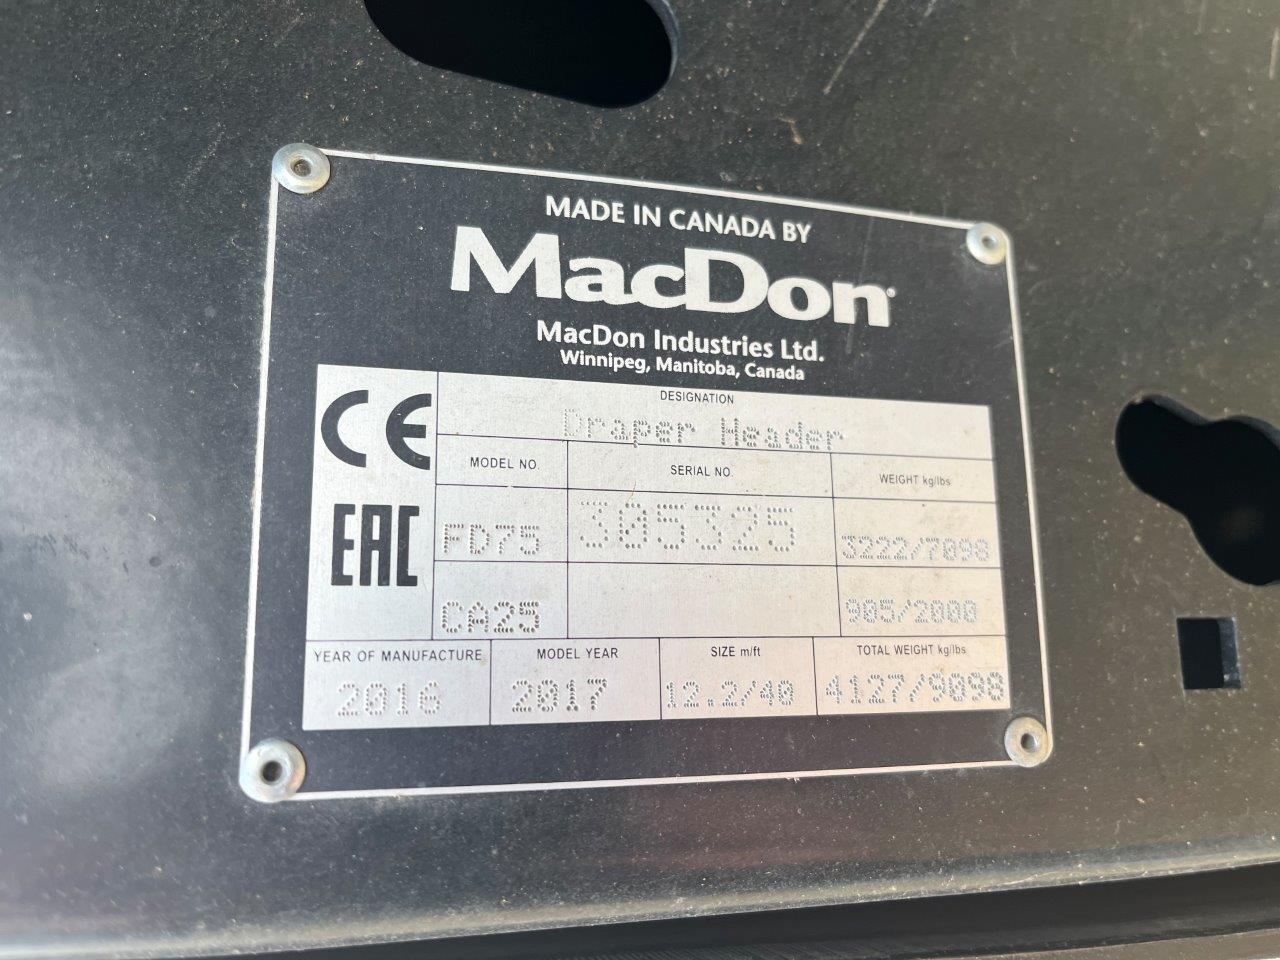 MADE IN CANADA BY
MacDon®
MacDon Industries Ltd.
Winnipeg, Manitoba, Canada
CE
EAC
DESIGNATION
Draper Header
MODEL NO. SERIAL NO. WEIGHT kg/lbs
FD75 305325 3222/7098
CA25 905/2000
YEAR OF MANUFACTURE MODEL YEAR SIZE m/ft TOTAL WEIGHT kg/lbs
2016 2017 12.2/40 4127/9098